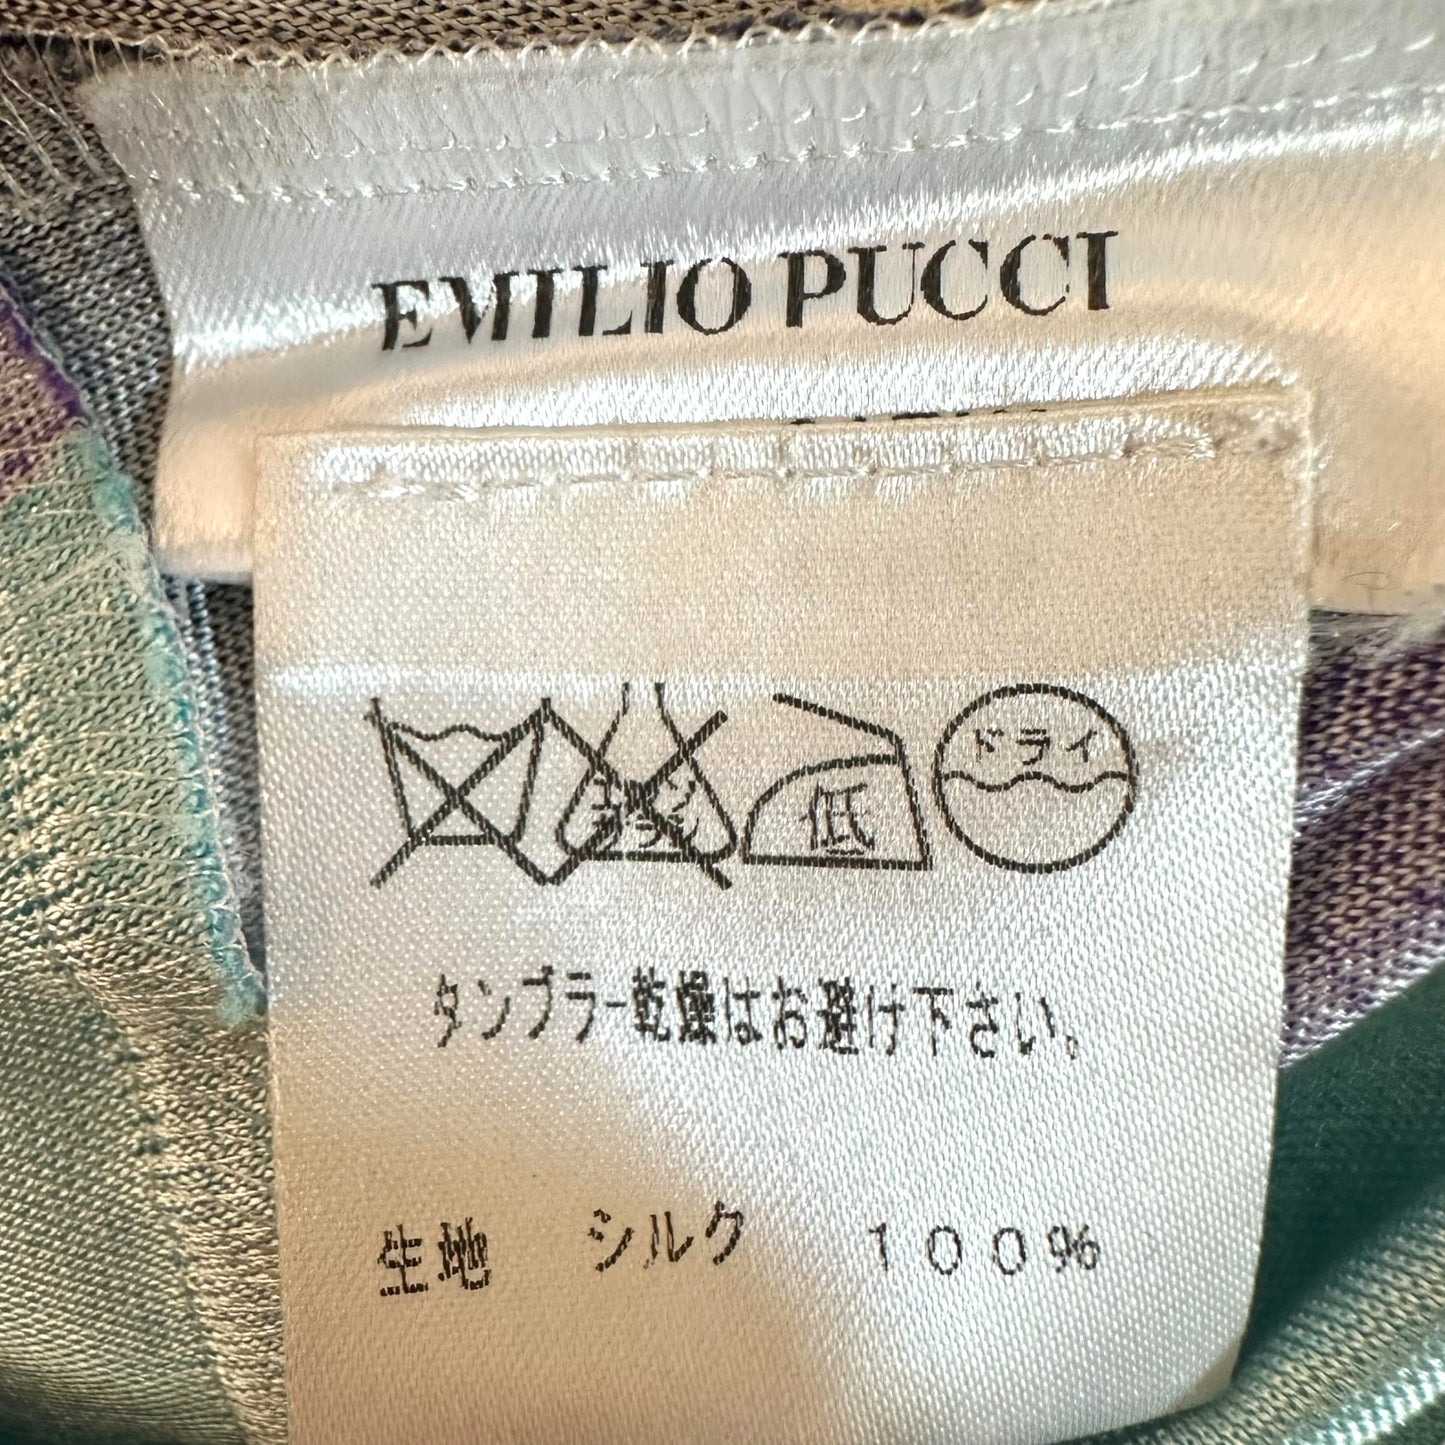 EMILIO PUCCI
低
ドライ
タンブラー乾燥はお避け下さい。
生地 シルク 100%